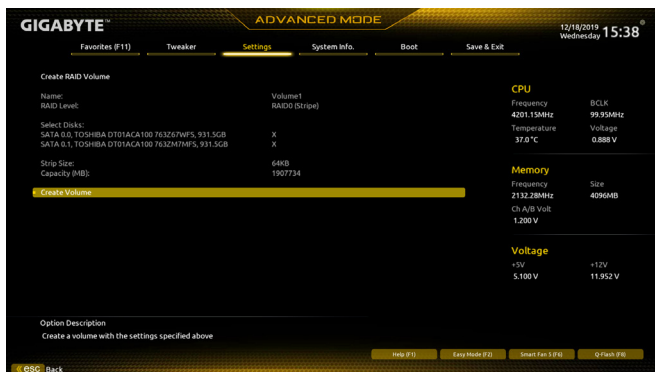 GIGABYTE™
ADVANCED MODE
12/18/2019
Wednesday 15:38
Favorites (F11) Tweaker Settings System Info. Boot Save & Exit
Create RAID Volume
Name: Volume1
RAID Level: RAID0 (Stripe)
Select Disks:
SATA 0.0, TOSHIBA DT01ACA100 763Z67WFS, 931.5GB X
SATA 0.1, TOSHIBA DT01ACA100 763ZM7MFS, 931.5GB X
Strip Size: 64KB
Capacity (MB): 1907734
Create Volume
CPU
Frequency BCLK
4201.15MHz 99.95MHz
Temperature Voltage
37.0 °C 0.888 V
Memory
Frequency Size
2132.28MHz 4096MB
Ch A/B Volt
1.200 V
Voltage
+5V +12V
5.100 V 11.952 V
Option Description
Create a volume with the settings specified above
Help (F1) Easy Mode (F2) Smart Fan 5 (F6) Q-Flash (F8)
esc Back